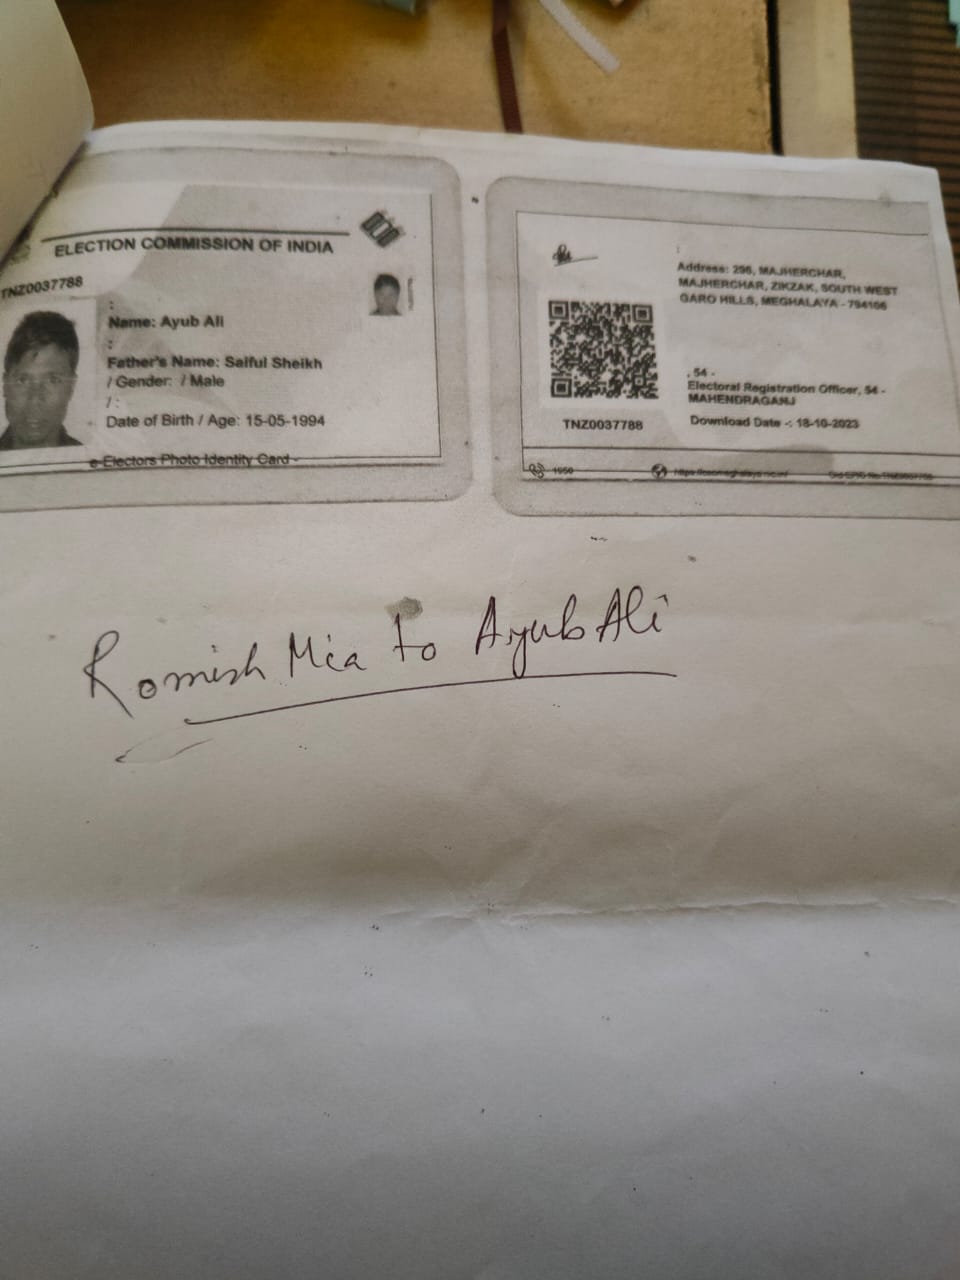 ELECTION COMMISSION OF INDIA
TNZ0037788
:
Name: Ayub Ali
:
Father's Name: Saiful Sheikh
/ Gender: / Male
/ :
Date of Birth / Age: 15-05-1994
e-Electors Photo Identity Card -
:
Address: 296, MAJHERCHAR,
MAJHERCHAR, ZIKZAK, SOUTH WEST
GARO HILLS, MEGHALAYA - 794106
, 54 -
Electoral Registration Officer, 54 -
MAHENDRAGANJ
TNZ0037788
Download Date -: 18-10-2023
1950
Romish Mia to Ayub Ali